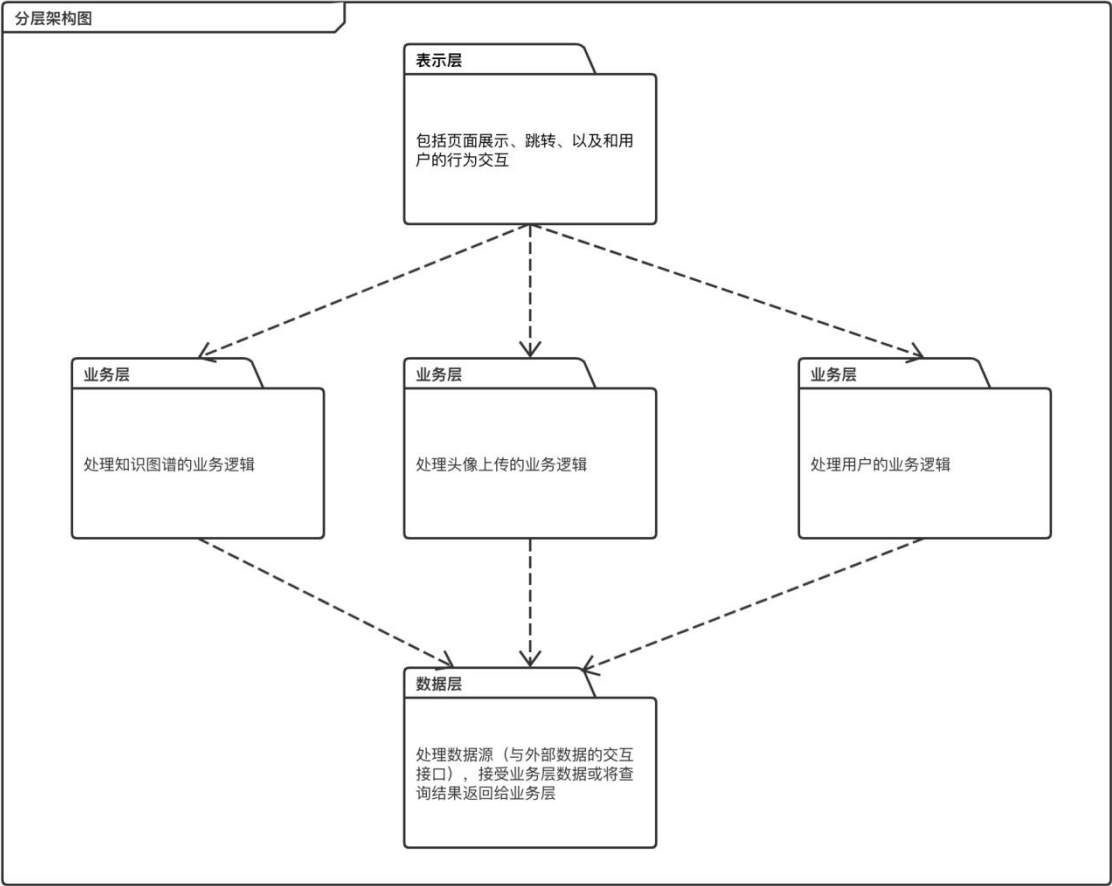 分层架构图
表示层
包括页面展示、跳转、以及和用
户的行为交互
业务层
处理知识图谱的业务逻辑
业务层
处理头像上传的业务逻辑
业务层
处理用户的业务逻辑
数据层
处理数据源（与外部数据的交互
接口），接受业务层数据或将查
询结果返回给业务层